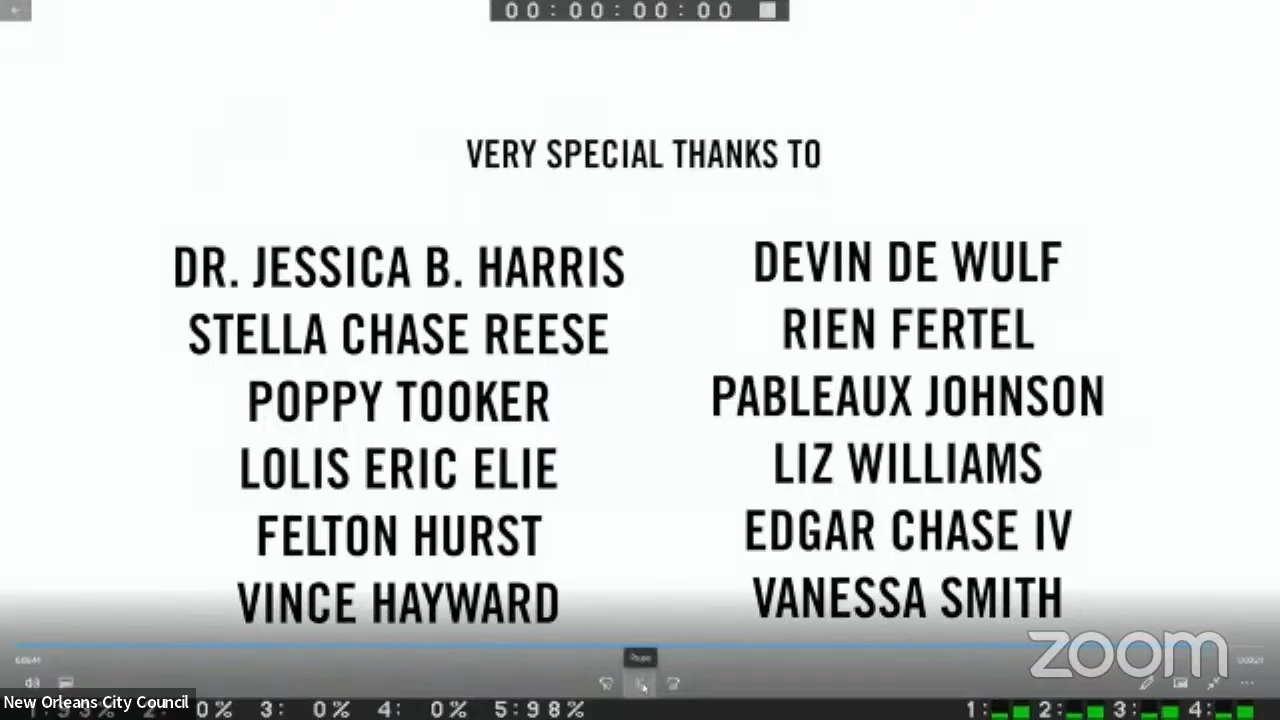 00:00:00:00
VERY SPECIAL THANKS TO
DR. JESSICA B. HARRIS
STELLA CHASE REESE
POPPY TOOKER
LOLIS ERIC ELIE
FELTON HURST
VINCE HAYWARD
DEVIN DE WULF
RIEN FERTEL
PABLEAUX JOHNSON
LIZ WILLIAMS
EDGAR CHASE IV
VANESSA SMITH
zoom
Pause
New Orleans City Council
0% 3: 0% 4: 0% 5:98%
1: 2: 3: 4: